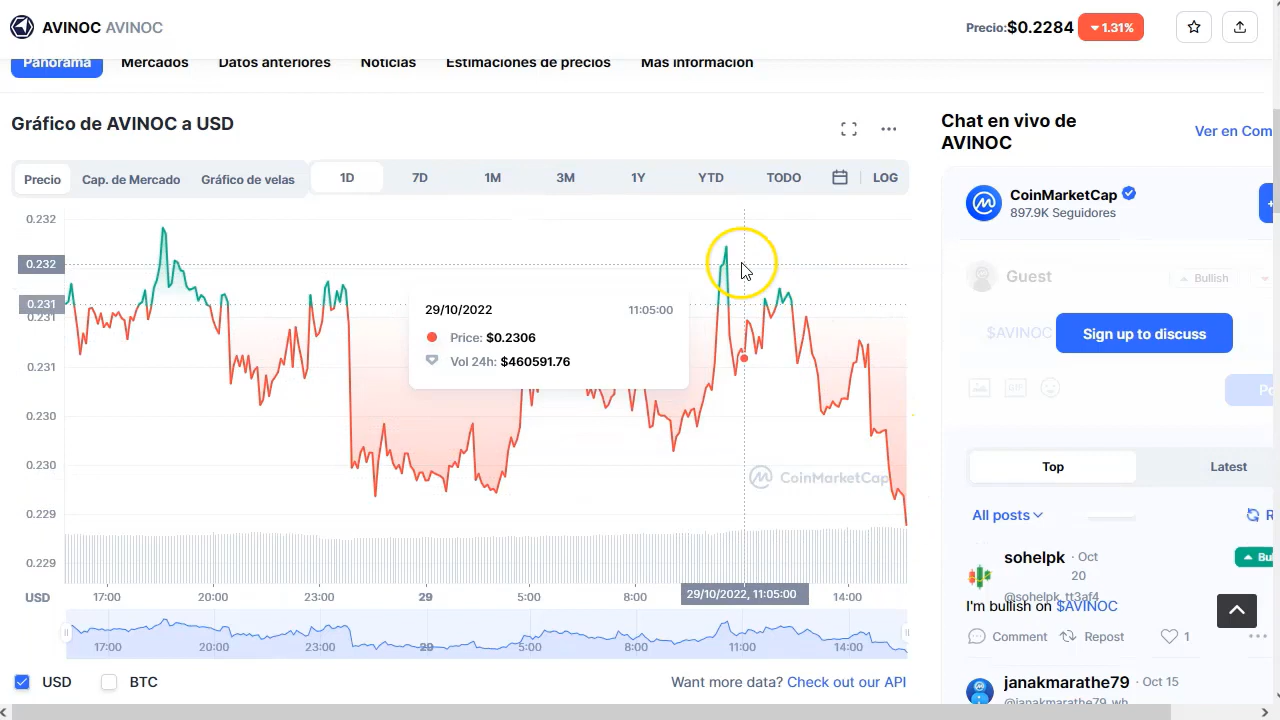 AVINOC AVINOC
Precio:$0.2284
1.31%
Panorama
Mercados
Datos anteriores
Noticias
Estimaciones de precios
Más información
Gráfico de AVINOC a USD
Precio
Cap. de Mercado
Gráfico de velas
1D
7D
1M
3M
1Y
YTD
TODO
LOG
0.232
0.232
0.231
0.231
0.231
0.230
0.230
0.229
0.229
29/10/2022
11:05:00
Price: $0.2306
Vol 24h: $460591.76
CoinMarketCap
USD
17:00
20:00
23:00
29
5:00
8:00
29/10/2022, 11:05:00
14:00
17:00
20:00
23:00
29
5:00
8:00
11:00
14:00
USD
BTC
Want more data? Check out our API
Chat en vivo de
AVINOC
Ver en Com
CoinMarketCap
897.9K Seguidores
+
Guest
Bullish
$AVINOC
Sign up to discuss
GIF
Po
Top
Latest
All posts
R
sohelpk · Oct
20
@sohelpk_tt3af4
Bu
I'm bullish on $AVINOC
Comment
Repost
1
janakmarathe79 · Oct 15
@janakmarathe79_wh